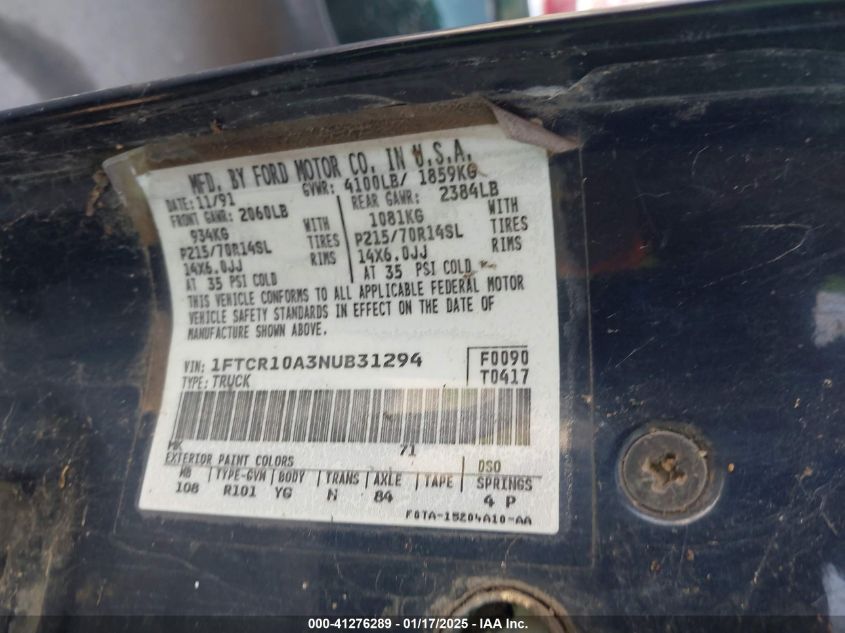 MFD. BY FORD MOTOR CO. IN U.S.A.
DATE: 11/91 GVWR: 4100LB/ 1859KG
FRONT GAWR: 2060LB REAR GAWR: 2384LB
934KG WITH 1081KG WITH
P215/70R14SL TIRES P215/70R14SL TIRES
14X6.0JJ RIMS 14X6.0JJ RIMS
AT 35 PSI COLD AT 35 PSI COLD
THIS VEHICLE CONFORMS TO ALL APPLICABLE FEDERAL MOTOR
VEHICLE SAFETY STANDARDS IN EFFECT ON THE DATE OF
MANUFACTURE SHOWN ABOVE.
VIN: 1FTCR10A3NUB31294 F0090
TYPE: TRUCK T0417
MK 71
EXTERIOR PAINT COLORS DSO
WB TYPE-GVW BODY TRANS AXLE TAPE SPRINGS
108 R101 YG N 84 4 P
F0TA-15204A10-AA
000-41276289 - 01/17/2025 - IAA Inc.